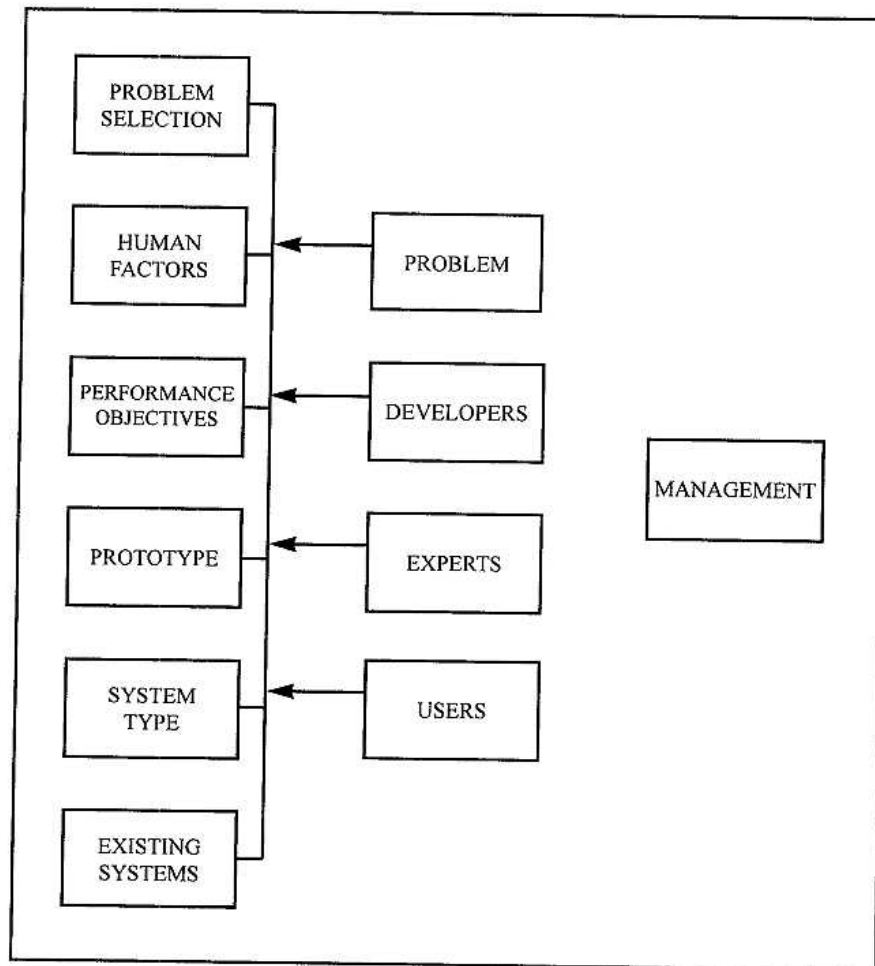 PROBLEM
SELECTION
HUMAN
FACTORS
PERFORMANCE
OBJECTIVES
PROTOTYPE
SYSTEM
TYPE
EXISTING
SYSTEMS
PROBLEM
DEVELOPERS
EXPERTS
USERS
MANAGEMENT